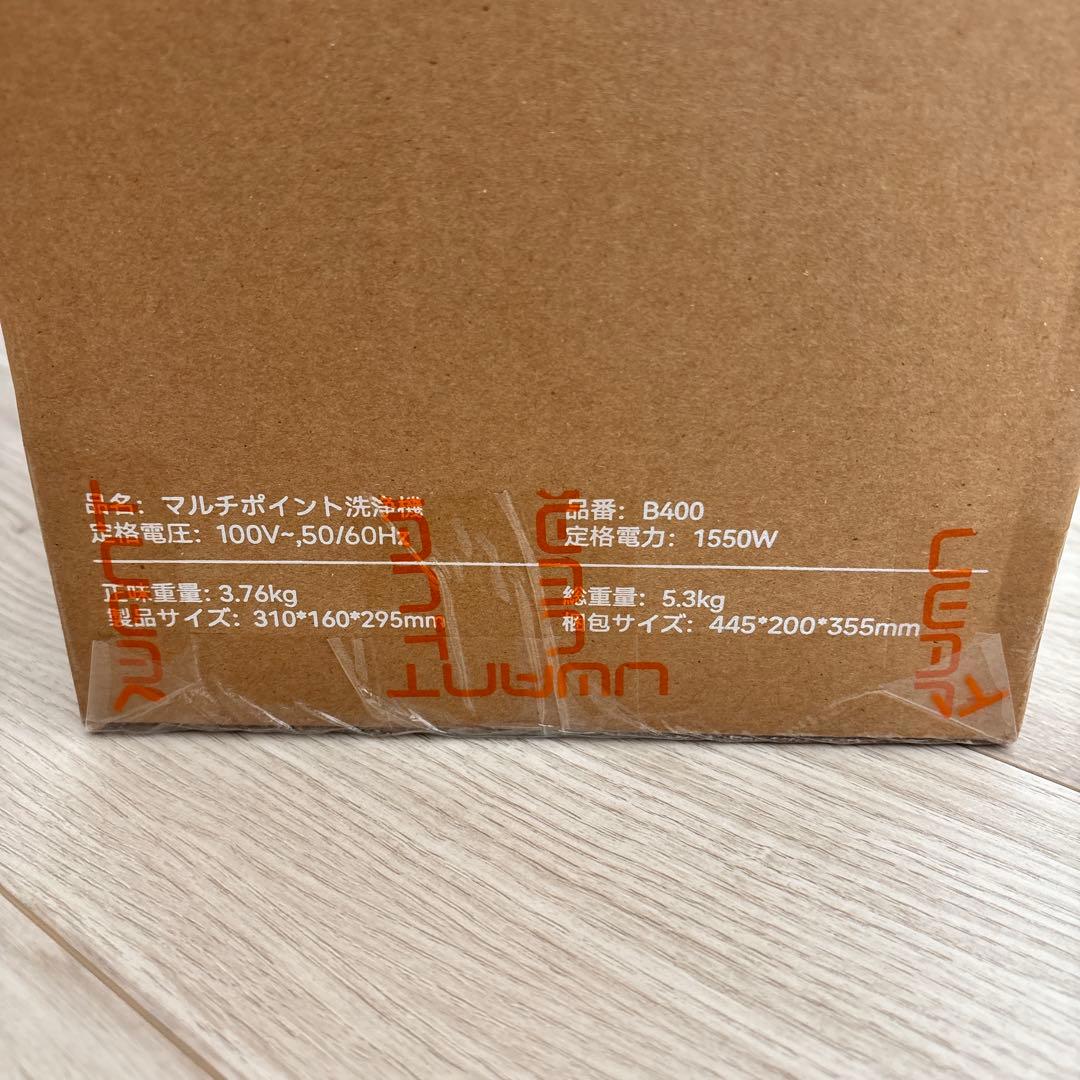 品名: マルチポイント洗浄機
品番: B400
定格電圧: 100V~,50/60Hz
定格電力: 1550W
正味重量: 3.76kg
総重量: 5.3kg
製品サイズ: 310*160*295mm
梱包サイズ: 445*200*355mm
UWANT
UWANT